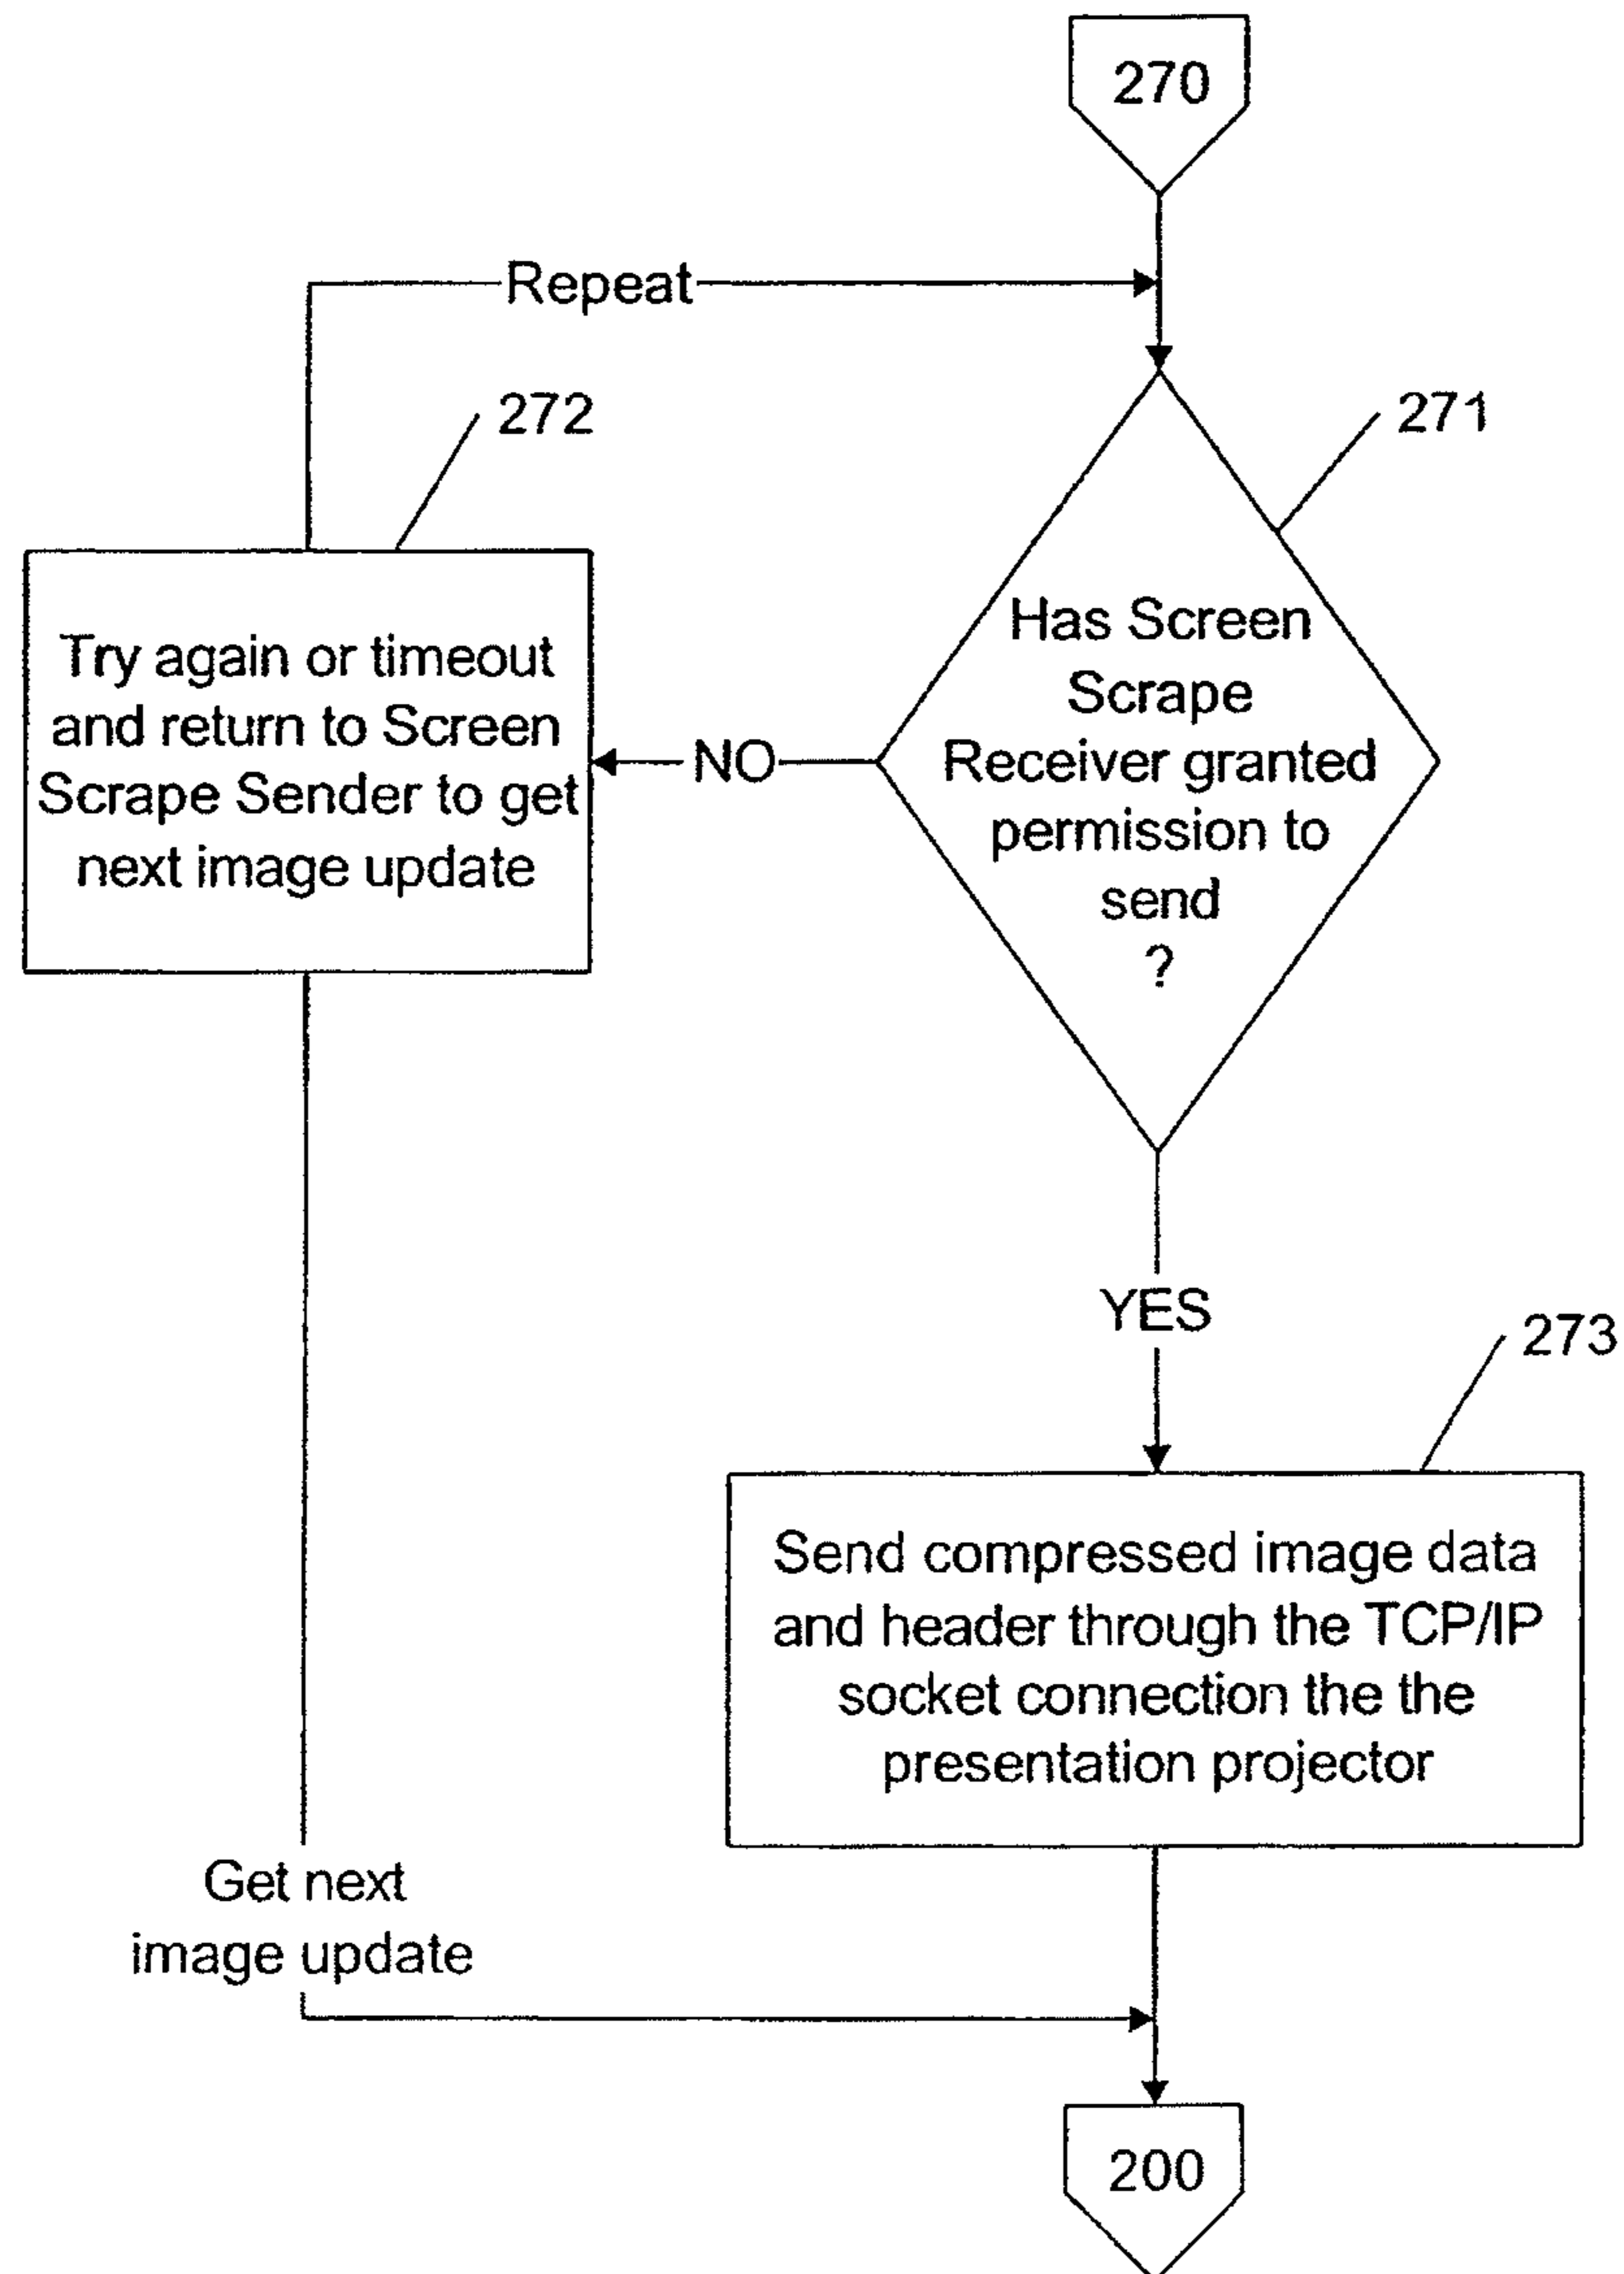 270
Repeat
272
271
Has Screen
Scrape
Receiver granted
permission to
send
?
Try again or timeout
and return to Screen
Scrape Sender to get
next image update
NO
YES
273
Send compressed image data
and header through the TCP/IP
socket connection the the
presentation projector
Get next
image update
200